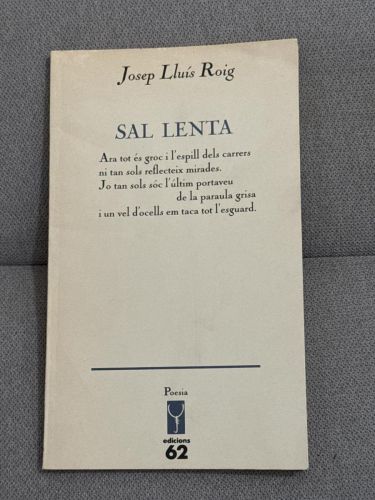 Josep Lluís Roig
SAL LENTA
Ara tot és groc i l'espill dels carrers
ni tan sols reflecteix mirades.
Jo tan sols sóc l'últim portaveu
de la paraula grisa
i un vel d'ocells em taca tot l'esguard.
Poesia
edicions
62